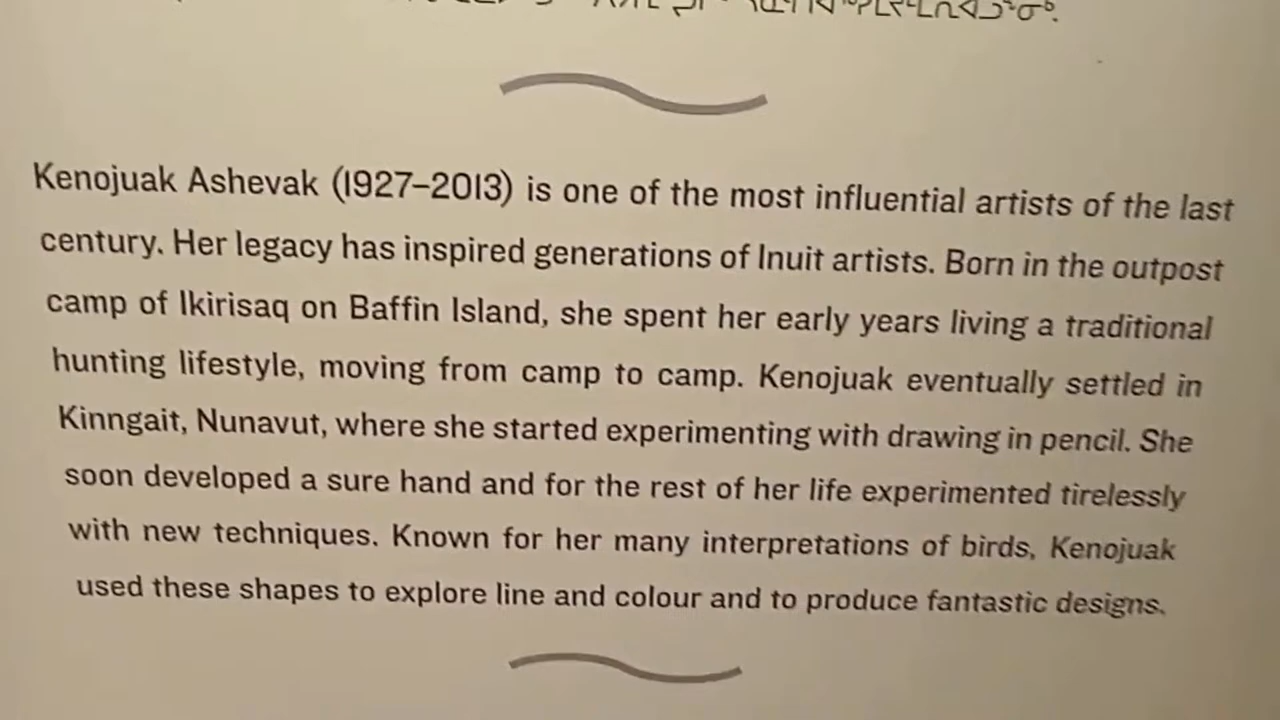 Kenojuak Ashevak (1927–2013) is one of the most influential artists of the last
century. Her legacy has inspired generations of Inuit artists. Born in the outpost
camp of Ikirisaq on Baffin Island, she spent her early years living a traditional
hunting lifestyle, moving from camp to camp. Kenojuak eventually settled in
Kinngait, Nunavut, where she started experimenting with drawing in pencil. She
soon developed a sure hand and for the rest of her life experimented tirelessly
with new techniques. Known for her many interpretations of birds, Kenojuak
used these shapes to explore line and colour and to produce fantastic designs.